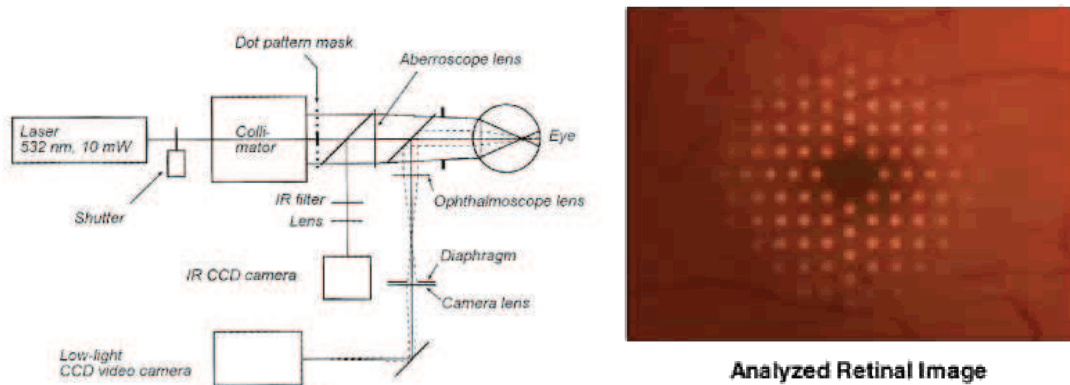 Dot pattern mask
Aberroscope lens
Laser
532 nm, 10 mW
Colli-
mator
Eye
Shutter
IR filter
Lens
Ophthalmoscope lens
IR CCD camera
Diaphragm
Camera lens
Low-light
CCD video camera
Analyzed Retinal Image